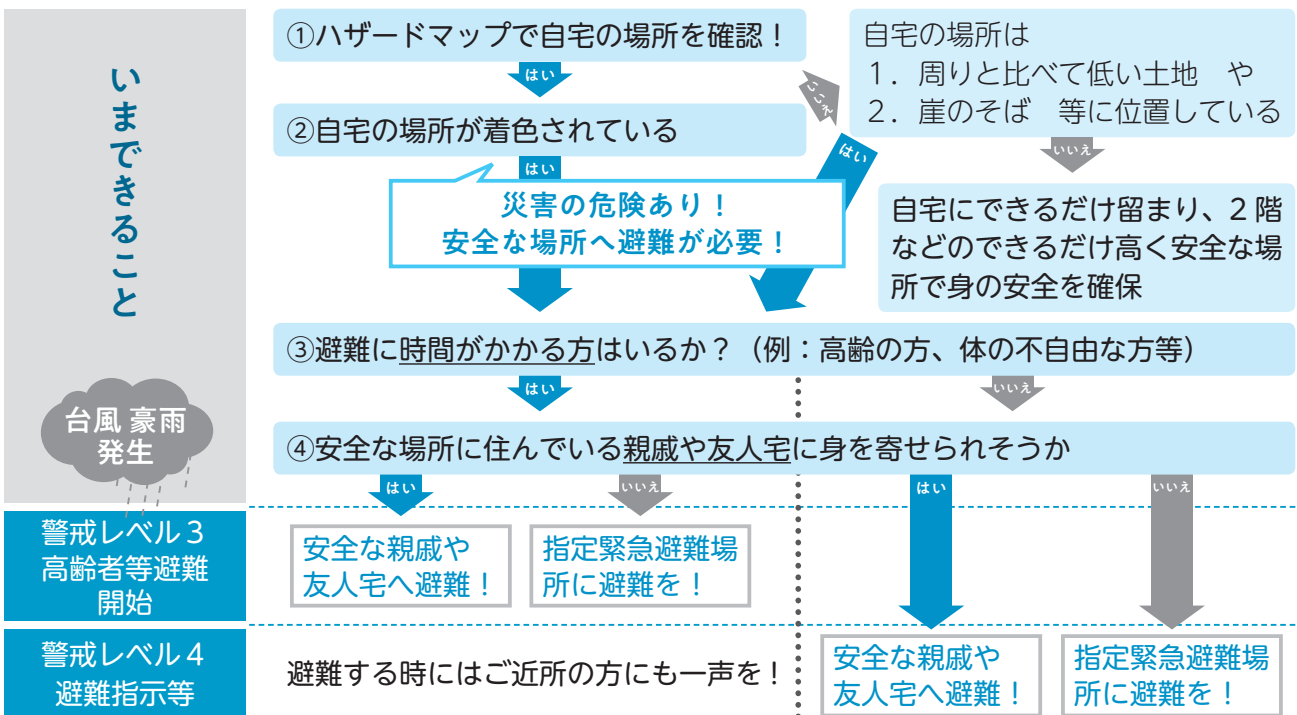 いまできること
台風 豪雨
発生
①ハザードマップで自宅の場所を確認！
はい
②自宅の場所が着色されている
いいえ
はい
災害の危険あり！
安全な場所へ避難が必要！
自宅の場所は
１．周りと比べて低い土地　や
２．崖のそば　等に位置している
はい
いいえ
自宅にできるだけ留まり、２階
などのできるだけ高く安全な場
所で身の安全を確保
③避難に時間がかかる方はいるか？（例：高齢の方、体の不自由な方等）
はい
いいえ
④安全な場所に住んでいる親戚や友人宅に身を寄せられそうか
はい
いいえ
はい
いいえ
警戒レベル３
高齢者等避難
開始
安全な親戚や
友人宅へ避難！
指定緊急避難場
所に避難を！
警戒レベル４
避難指示等
避難する時にはご近所の方にも一声を！
安全な親戚や
友人宅へ避難！
指定緊急避難場
所に避難を！